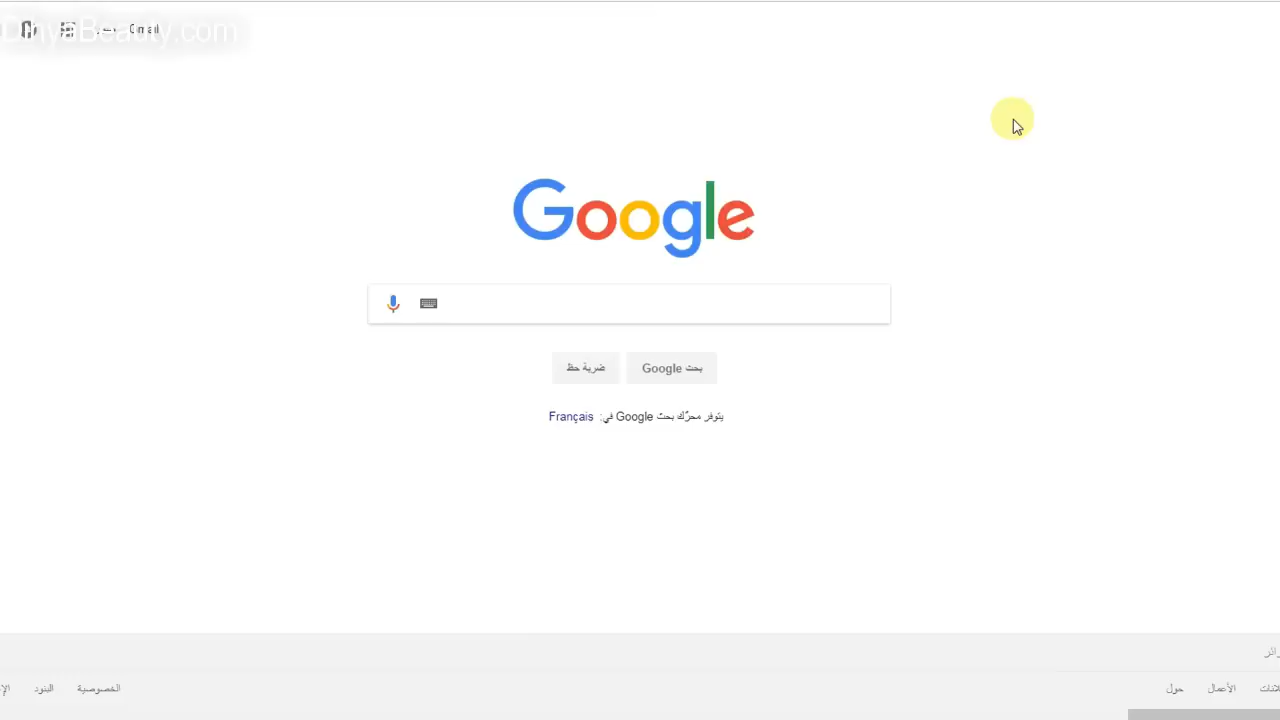 Gmail
Google
بحث Google
ضربة حظ
يتوفر محرّك بحث Google في: Français
حول
الأعمال
الخصوصية
البنود